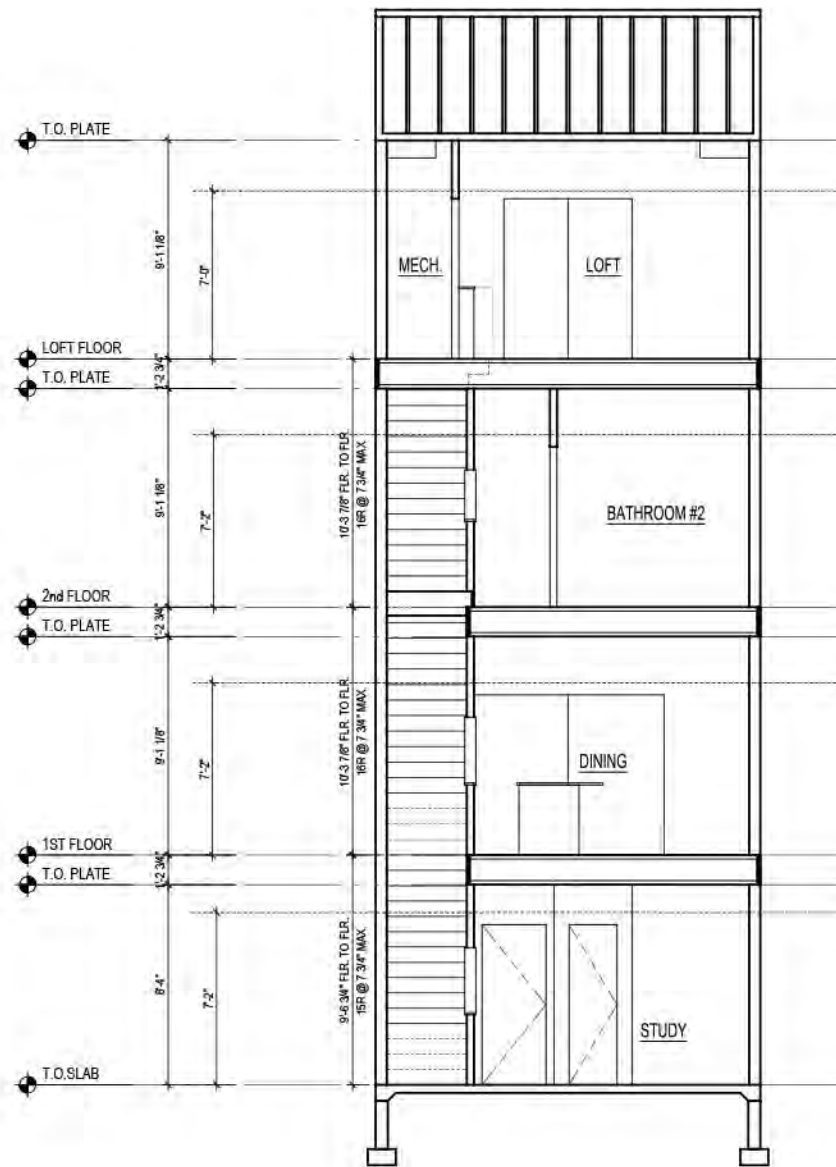 T.O. PLATE
9'-1 1/8"
7'-0"
MECH.
LOFT
LOFT FLOOR
1'-2 3/4"
T.O. PLATE
9'-1 1/8"
7'-2"
10'-3 7/8" FLR. TO FLR.
16R @ 7 3/4" MAX
BATHROOM #2
2nd FLOOR
1'-2 3/4"
T.O. PLATE
9'-1 1/8"
7'-2"
10'-3 7/8" FLR. TO FLR.
16R @ 7 3/4" MAX
DINING
1ST FLOOR
1'-2 3/4"
T.O. PLATE
8'-4"
7'-2"
9'-6 3/4" FLR. TO FLR.
15R @ 7 3/4" MAX
STUDY
T.O.SLAB